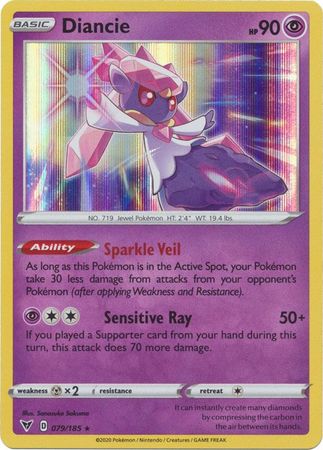 BASIC
Diancie
HP 90
NO. 719 Jewel Pokémon HT: 2'4" WT: 19.4 lbs.
Ability Sparkle Veil
As long as this Pokémon is in the Active Spot, your Pokémon
take 30 less damage from attacks from your opponent's
Pokémon (after applying Weakness and Resistance).
Sensitive Ray 50+
If you played a Supporter card from your hand during this
turn, this attack does 70 more damage.
weakness ×2 resistance retreat
Illus. Sanosuke Sakuma
D 079/185 ★
It can instantly create many diamonds
by compressing the carbon in
the air between its hands.
©2020 Pokémon / Nintendo / Creatures / GAME FREAK